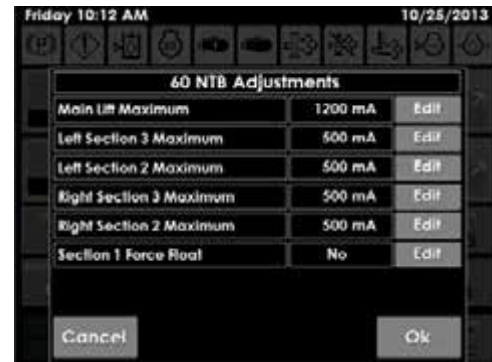 Friday 10:12 AM 10/25/2013
60 NTB Adjustments
Main Lift Maximum 1200 mA Edit
Left Section 3 Maximum 500 mA Edit
Left Section 2 Maximum 500 mA Edit
Right Section 3 Maximum 500 mA Edit
Right Section 2 Maximum 500 mA Edit
Section 1 Force Float No Edit
Cancel Ok